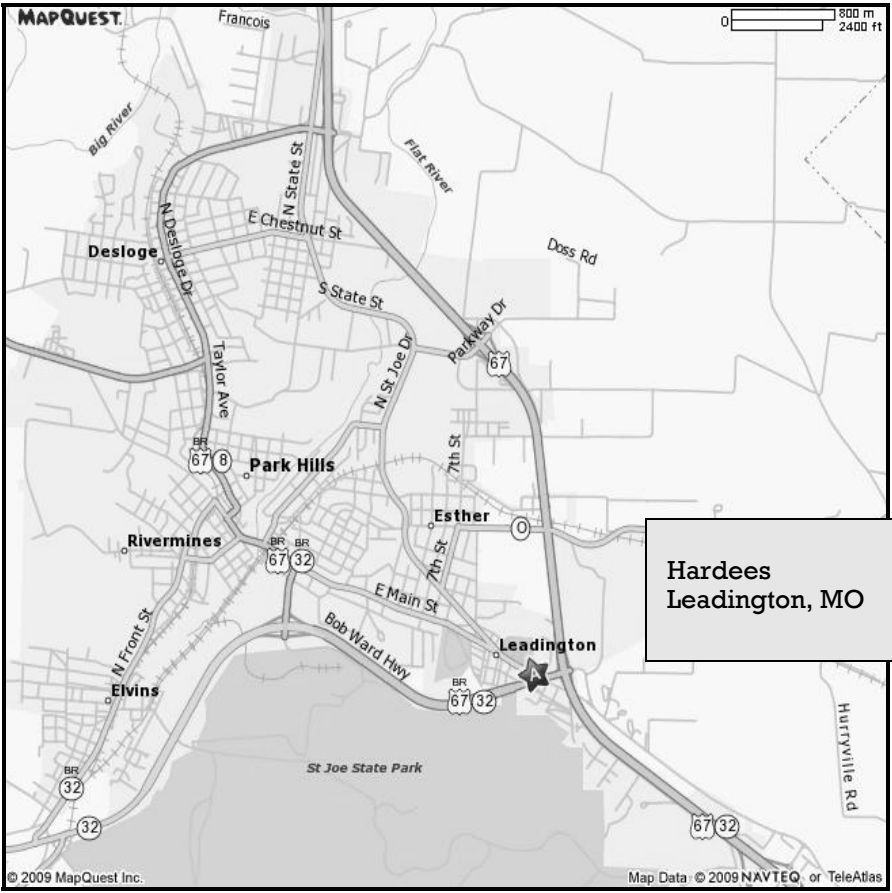 MAPQUEST.
Francois
0
800 m
2400 ft
Big River
Flat River
N State St
E Chestnut St
N Desloge Dr
Desloge
Doss Rd
S State St
Parkway Dr
67
N St Joe Dr
Taylor Ave
BR
67 8
Park Hills
7th St
Esther
O
Rivermines
BR BR
67 32
7th St
Hardees
Leadington, MO
E Main St
Bob Ward Hwy
N Front St
Leadington
A
BR
67 32
Elvins
Hurryville Rd
St Joe State Park
BR
32
32
67 32
© 2009 MapQuest Inc.
Map Data © 2009 NAVTEQ or TeleAtlas